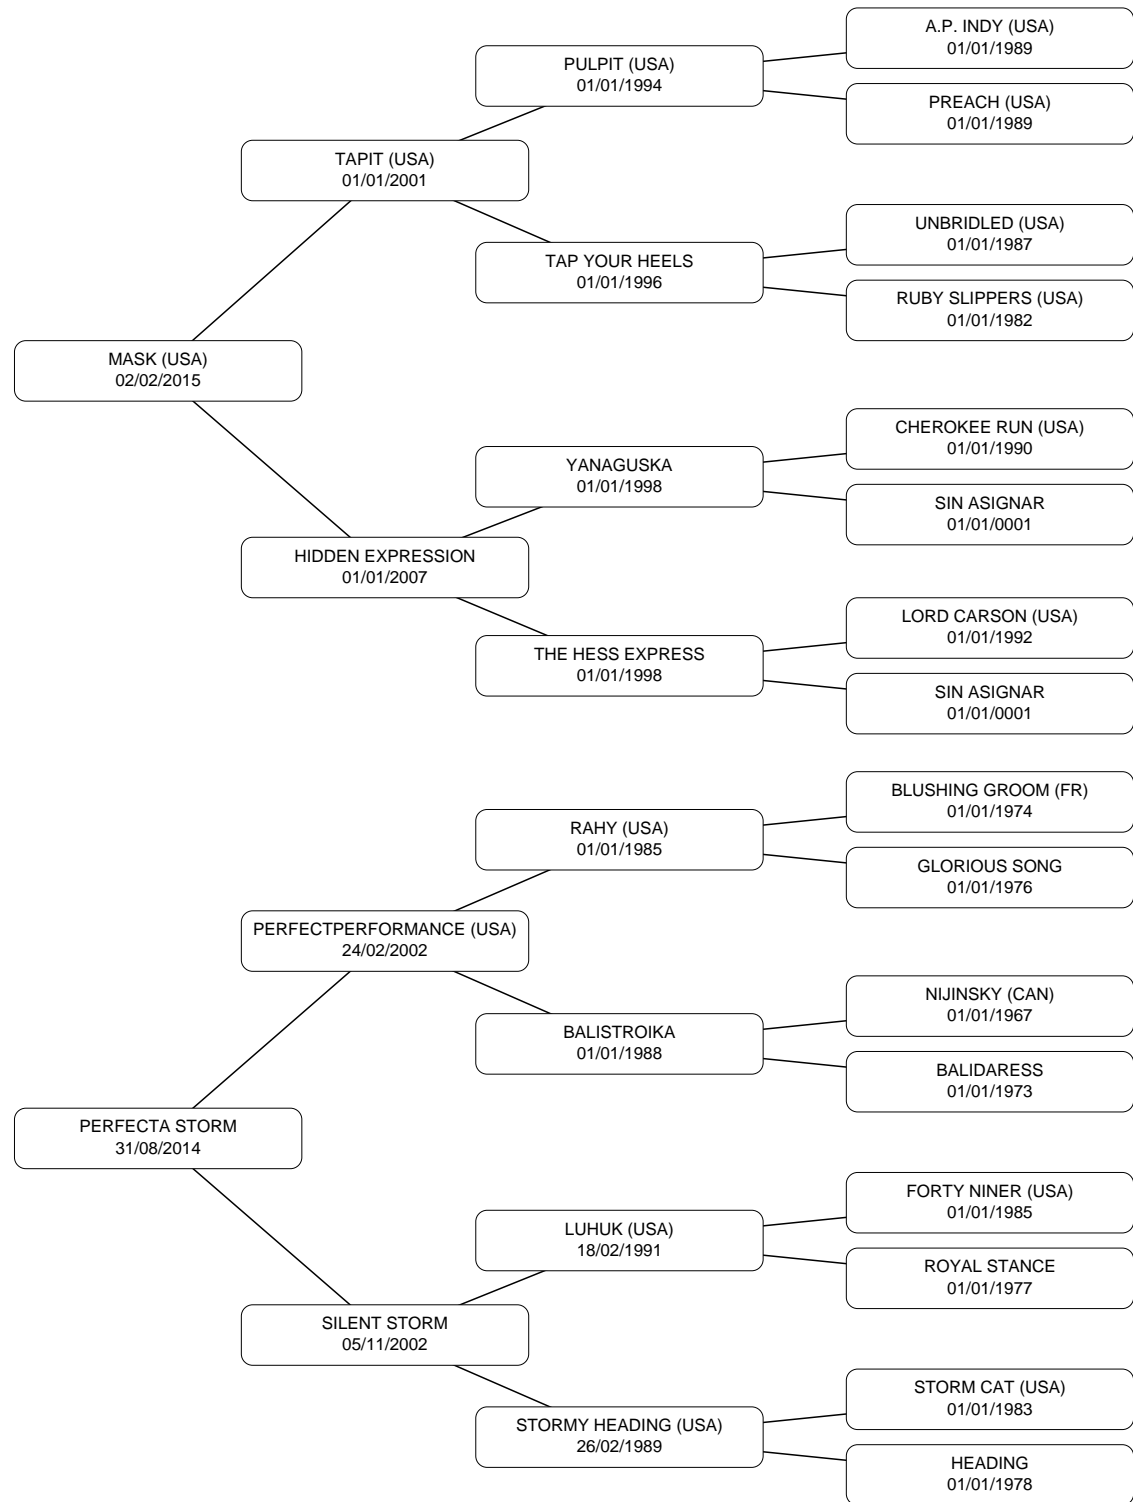 A.P. INDY (USA)
01/01/1989
PULPIT (USA)
01/01/1994
PREACH (USA)
01/01/1989
TAPIT (USA)
01/01/2001
UNBRIDLED (USA)
01/01/1987
TAP YOUR HEELS
01/01/1996
RUBY SLIPPERS (USA)
01/01/1982
MASK (USA)
02/02/2015
CHEROKEE RUN (USA)
01/01/1990
YANAGUSKA
01/01/1998
SIN ASIGNAR
01/01/0001
HIDDEN EXPRESSION
01/01/2007
LORD CARSON (USA)
01/01/1992
THE HESS EXPRESS
01/01/1998
SIN ASIGNAR
01/01/0001
BLUSHING GROOM (FR)
01/01/1974
RAHY (USA)
01/01/1985
GLORIOUS SONG
01/01/1976
PERFECTPERFORMANCE (USA)
24/02/2002
NIJINSKY (CAN)
01/01/1967
BALISTROIKA
01/01/1988
BALIDARESS
01/01/1973
PERFECTA STORM
31/08/2014
FORTY NINER (USA)
01/01/1985
LUHUK (USA)
18/02/1991
ROYAL STANCE
01/01/1977
SILENT STORM
05/11/2002
STORM CAT (USA)
01/01/1983
STORMY HEADING (USA)
26/02/1989
HEADING
01/01/1978